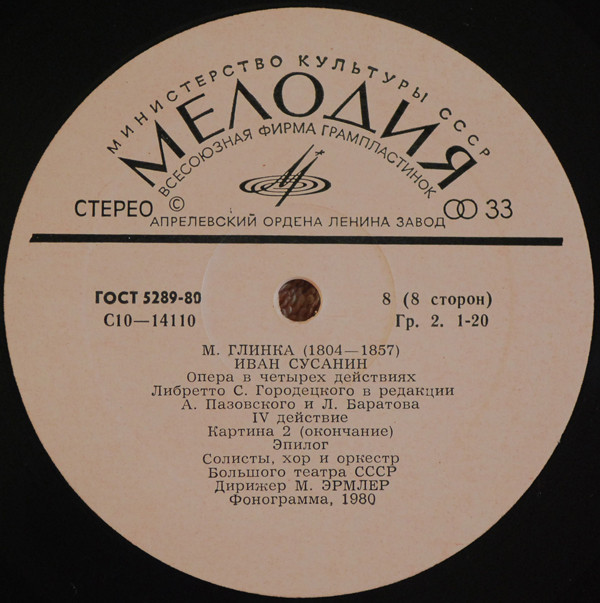 МИНИСТЕРСТВО КУЛЬТУРЫ СССР
МЕЛОДИЯ
ВСЕСОЮЗНАЯ ФИРМА ГРАМПЛАСТИНОК
СТЕРЕО © 33
АПРЕЛЕВСКИЙ ОРДЕНА ЛЕНИНА ЗАВОД
ГОСТ 5289-80 8 (8 сторон)
С10—14110 Гр. 2. 1-20
М. ГЛИНКА (1804—1857)
ИВАН СУСАНИН
Опера в четырех действиях
Либретто С. Городецкого в редакции
А. Пазовского и Л. Баратова
IV действие
Картина 2 (окончание)
Эпилог
Солисты, хор и оркестр
Большого театра СССР
Дирижер М. ЭРМЛЕР
Фонограмма, 1980